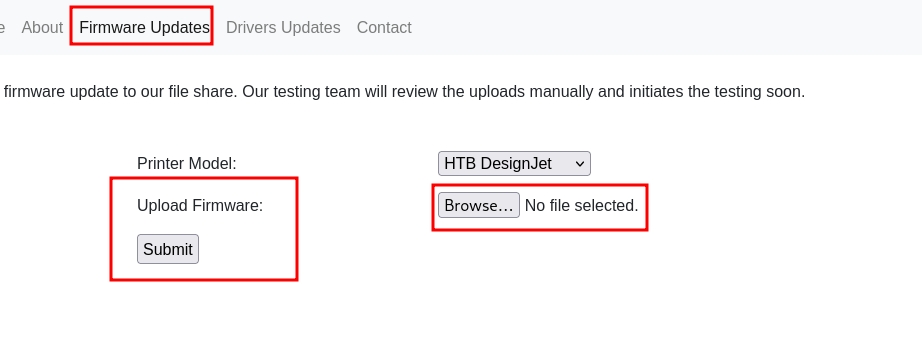 e About Firmware Updates Drivers Updates Contact
firmware update to our file share. Our testing team will review the uploads manually and initiates the testing soon.
Printer Model: HTB DesignJet
Upload Firmware: Browse... No file selected.
Submit